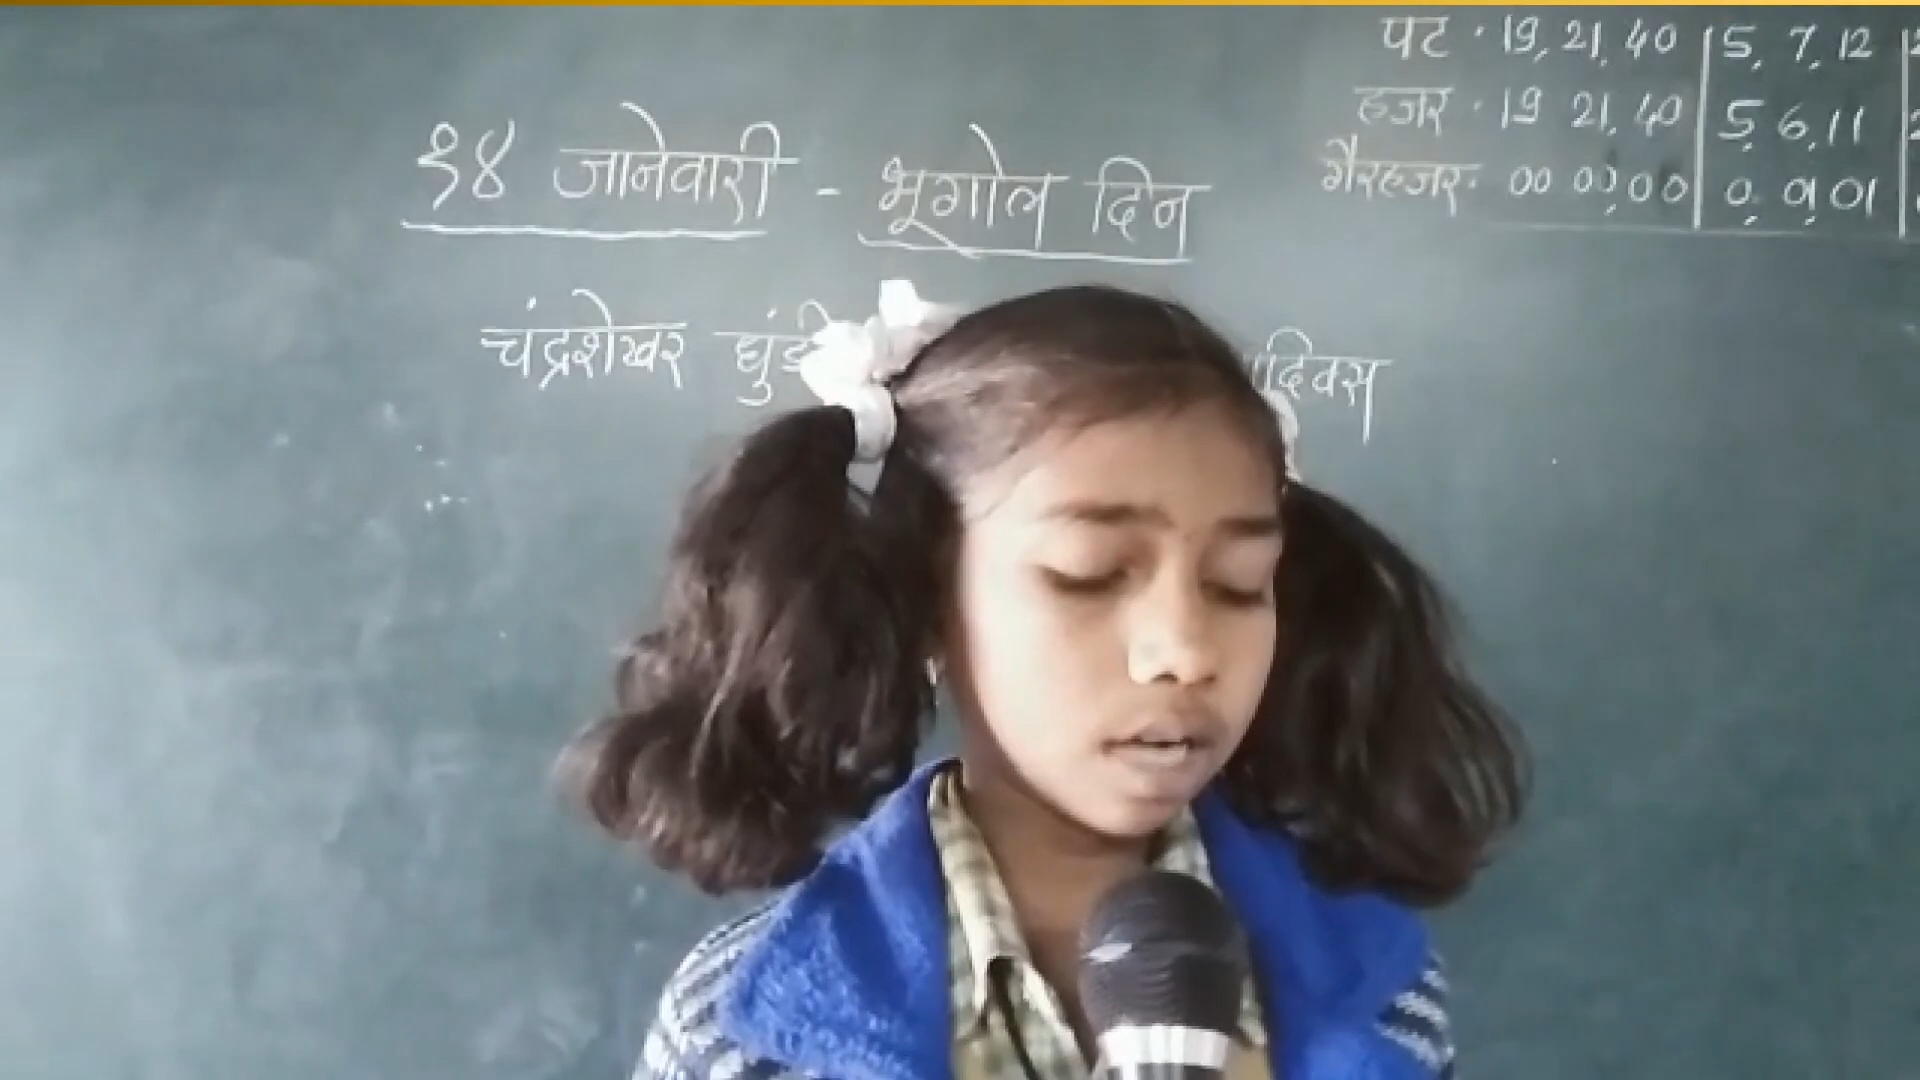 १४ जानेवारी - भूगोल दिन
चंद्रशेखर
पट · 19, 21, 40 | 5, 7, 12 |
हजर · 19 21, 40 | 5, 6, 11 |
गैरहजर · 00 00, 00 | 0, 01, 01 |